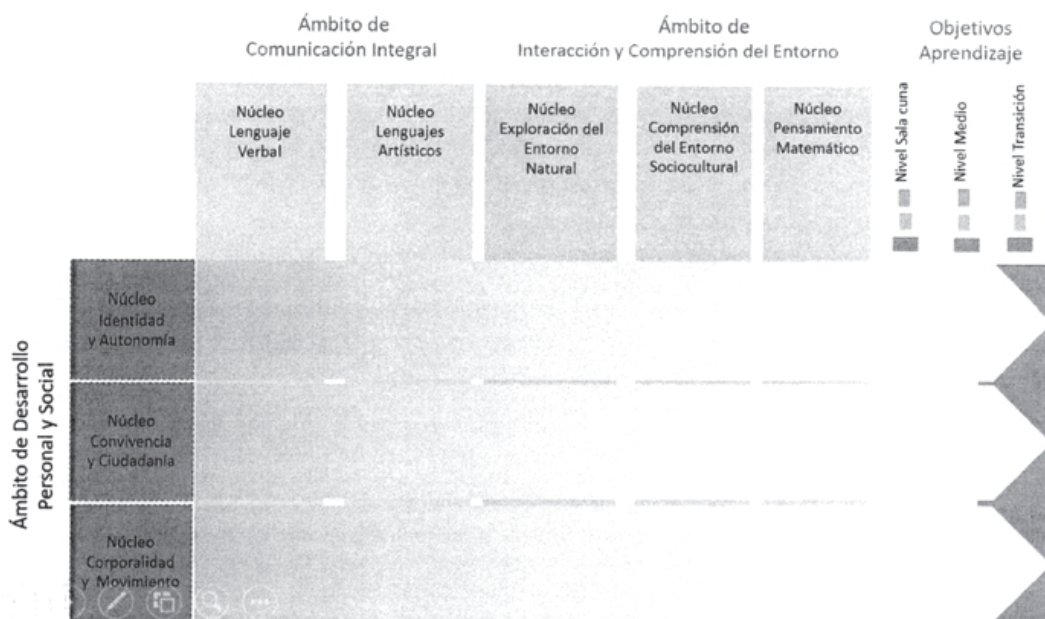 Ámbito de
Comunicación Integral
Ámbito de
Interacción y Comprensión del Entorno
Objetivos
Aprendizaje
Núcleo
Lenguaje
Verbal
Núcleo
Lenguajes
Artísticos
Núcleo
Exploración del
Entorno
Natural
Núcleo
Comprensión
del Entorno
Sociocultural
Núcleo
Pensamiento
Matemático
Nivel Sala cuna
Nivel Medio
Nivel Transición
Ámbito de Desarrollo
Personal y Social
Núcleo
Identidad
y Autonomía
Núcleo
Convivencia
y Ciudadanía
Núcleo
Corporalidad
y Movimiento